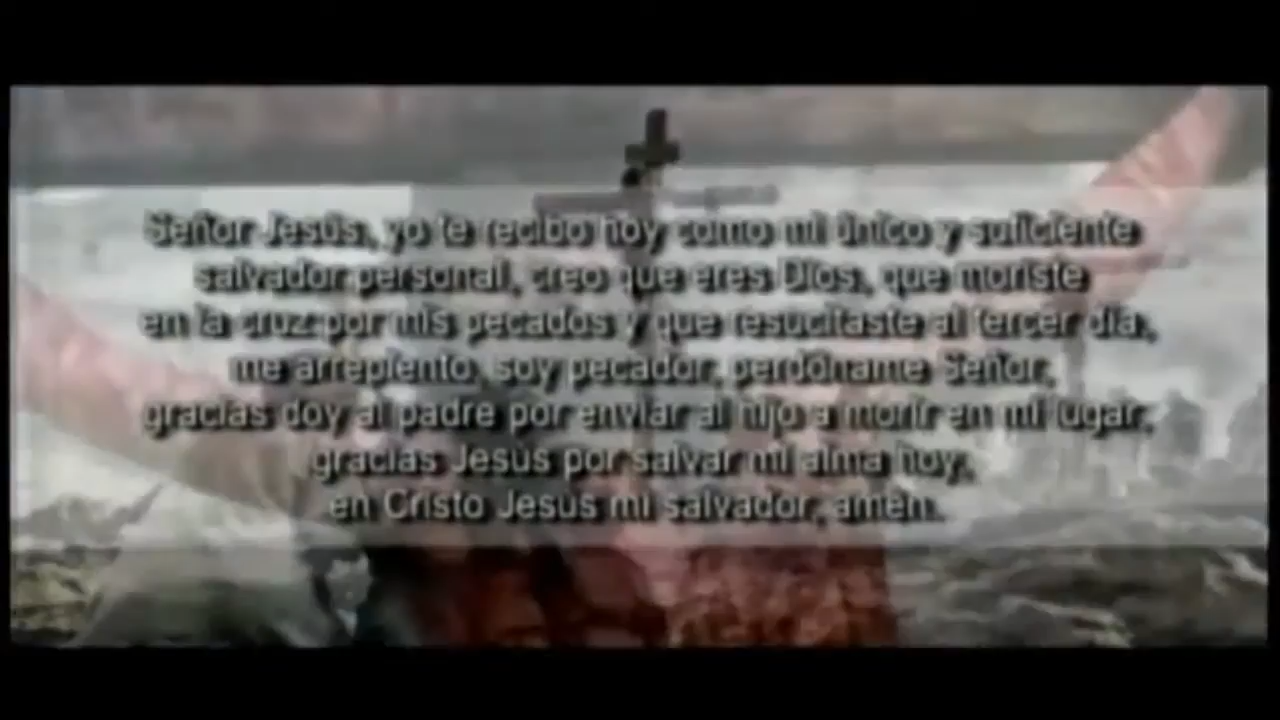 Señor Jesús, yo te recibo hoy como mi único y suficiente
salvador personal, creo que eres Dios, que moriste
en la cruz por mis pecados y que resucitaste al tercer día,
me arrepiento, soy pecador, perdóname Señor,
gracias doy al padre por enviar al hijo a morir en mi lugar,
gracias Jesús por salvar mi alma hoy,
en Cristo Jesús mi salvador, amén.